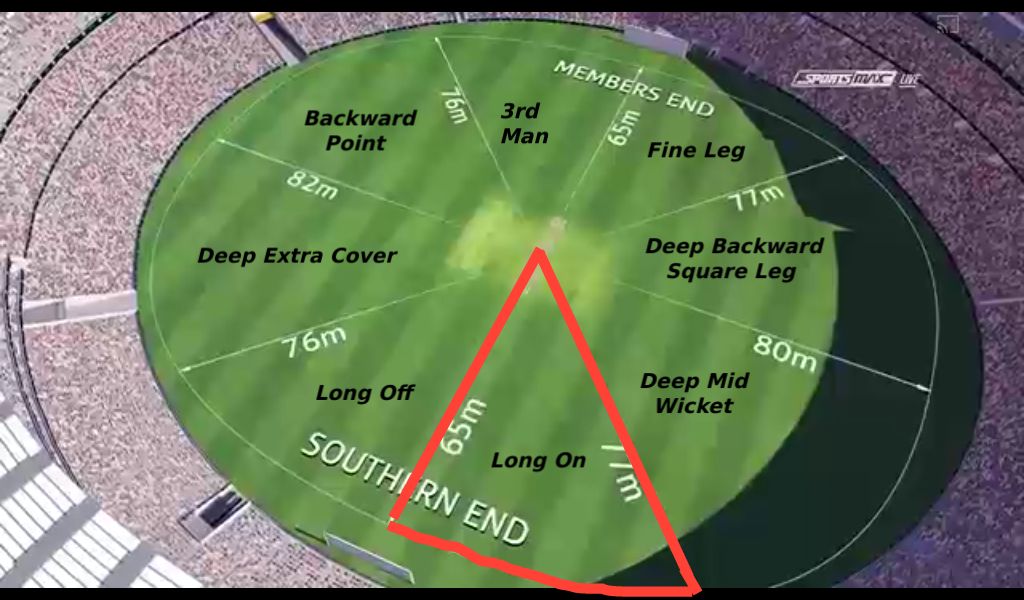 SPORTSMAX LIVE
MEMBERS END
76m
3rd
Man
65m
Backward
Point
Fine Leg
82m
77m
Deep Extra Cover
Deep Backward
Square Leg
76m
80m
Long Off
Deep Mid
Wicket
65m
Long On
77m
SOUTHERN END